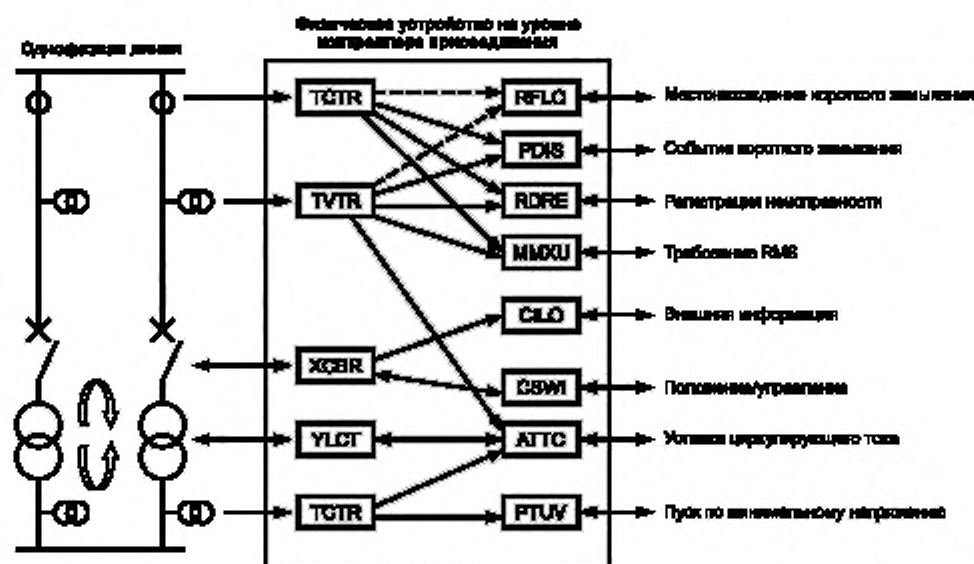 Однофазная линия
Физическое устройство на уровне
контроллера присоединения
TCTR
RFLO
Местонахождение короткого замыкания
PDIS
Событие короткого замыкания
TVTR
RDRE
Регистрация неисправности
MMXU
Требование RMS
CILO
Внешняя информация
XCBR
CSWI
Положение/управление
YLCT
ATTC
Уставка циркулирующего тока
TCTR
PTUV
Пуск по минимальному напряжению